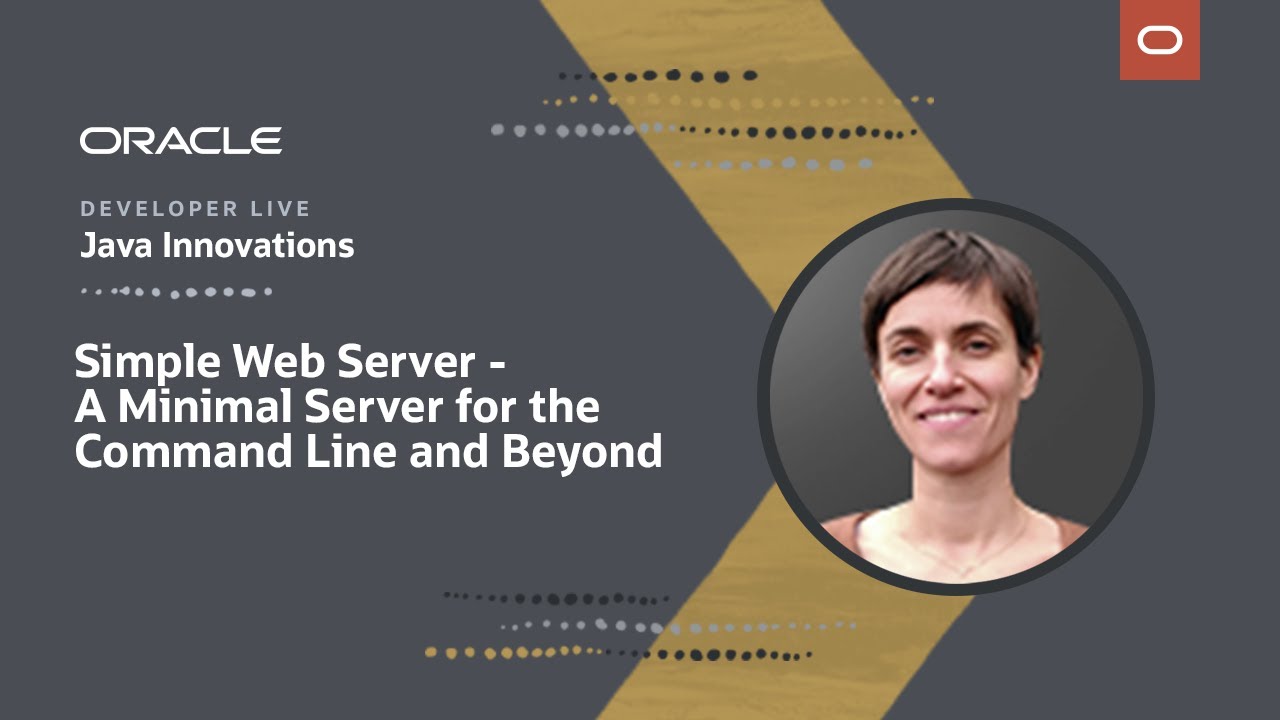 ORACLE
DEVELOPER LIVE
Java Innovations
Simple Web Server -
A Minimal Server for the
Command Line and Beyond